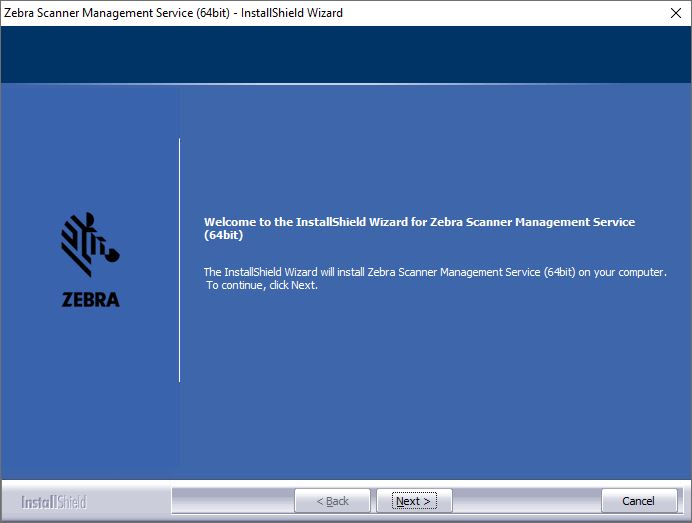 Zebra Scanner Management Service (64bit) - InstallShield Wizard
Welcome to the InstallShield Wizard for Zebra Scanner Management Service
(64bit)
The InstallShield Wizard will install Zebra Scanner Management Service (64bit) on your computer.
To continue, click Next.
ZEBRA
InstallShield
< Back
Next >
Cancel